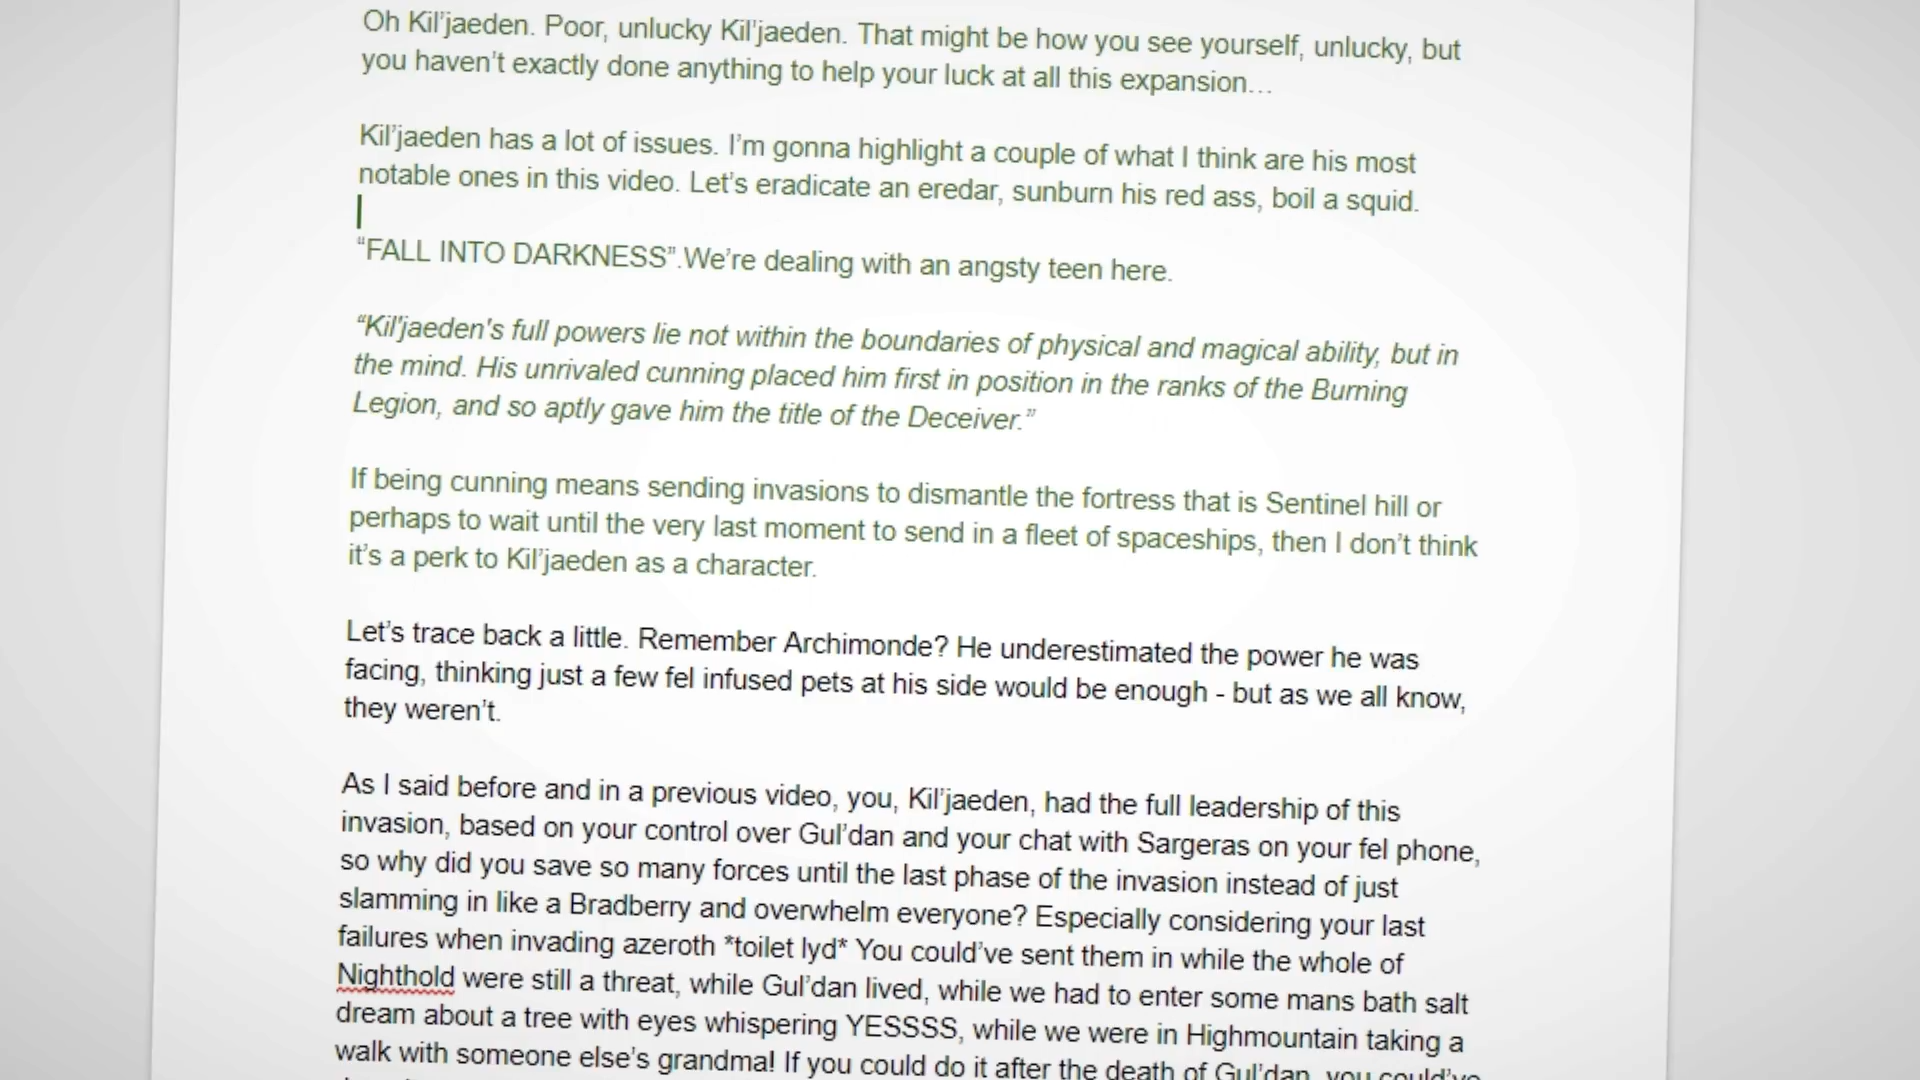 Oh Kil’jaeden. Poor, unlucky Kil’jaeden. That might be how you see yourself, unlucky, but
you haven’t exactly done anything to help your luck at all this expansion…
Kil’jaeden has a lot of issues. I’m gonna highlight a couple of what I think are his most
notable ones in this video. Let’s eradicate an eredar, sunburn his red ass, boil a squid.
“FALL INTO DARKNESS”.We’re dealing with an angsty teen here.
“Kil'jaeden's full powers lie not within the boundaries of physical and magical ability, but in
the mind. His unrivaled cunning placed him first in position in the ranks of the Burning
Legion, and so aptly gave him the title of the Deceiver.”
If being cunning means sending invasions to dismantle the fortress that is Sentinel hill or
perhaps to wait until the very last moment to send in a fleet of spaceships, then I don’t think
it’s a perk to Kil’jaeden as a character.
Let’s trace back a little. Remember Archimonde? He underestimated the power he was
facing, thinking just a few fel infused pets at his side would be enough - but as we all know,
they weren’t.
As I said before and in a previous video, you, Kil’jaeden, had the full leadership of this
invasion, based on your control over Gul’dan and your chat with Sargeras on your fel phone,
so why did you save so many forces until the last phase of the invasion instead of just
slamming in like a Bradberry and overwhelm everyone? Especially considering your last
failures when invading azeroth *toilet lyd* You could’ve sent them in while the whole of
Nighthold were still a threat, while Gul’dan lived, while we had to enter some mans bath salt
dream about a tree with eyes whispering YESSSS, while we were in Highmountain taking a
walk with someone else’s grandma! If you could do it after the death of Gul’dan, you could’ve